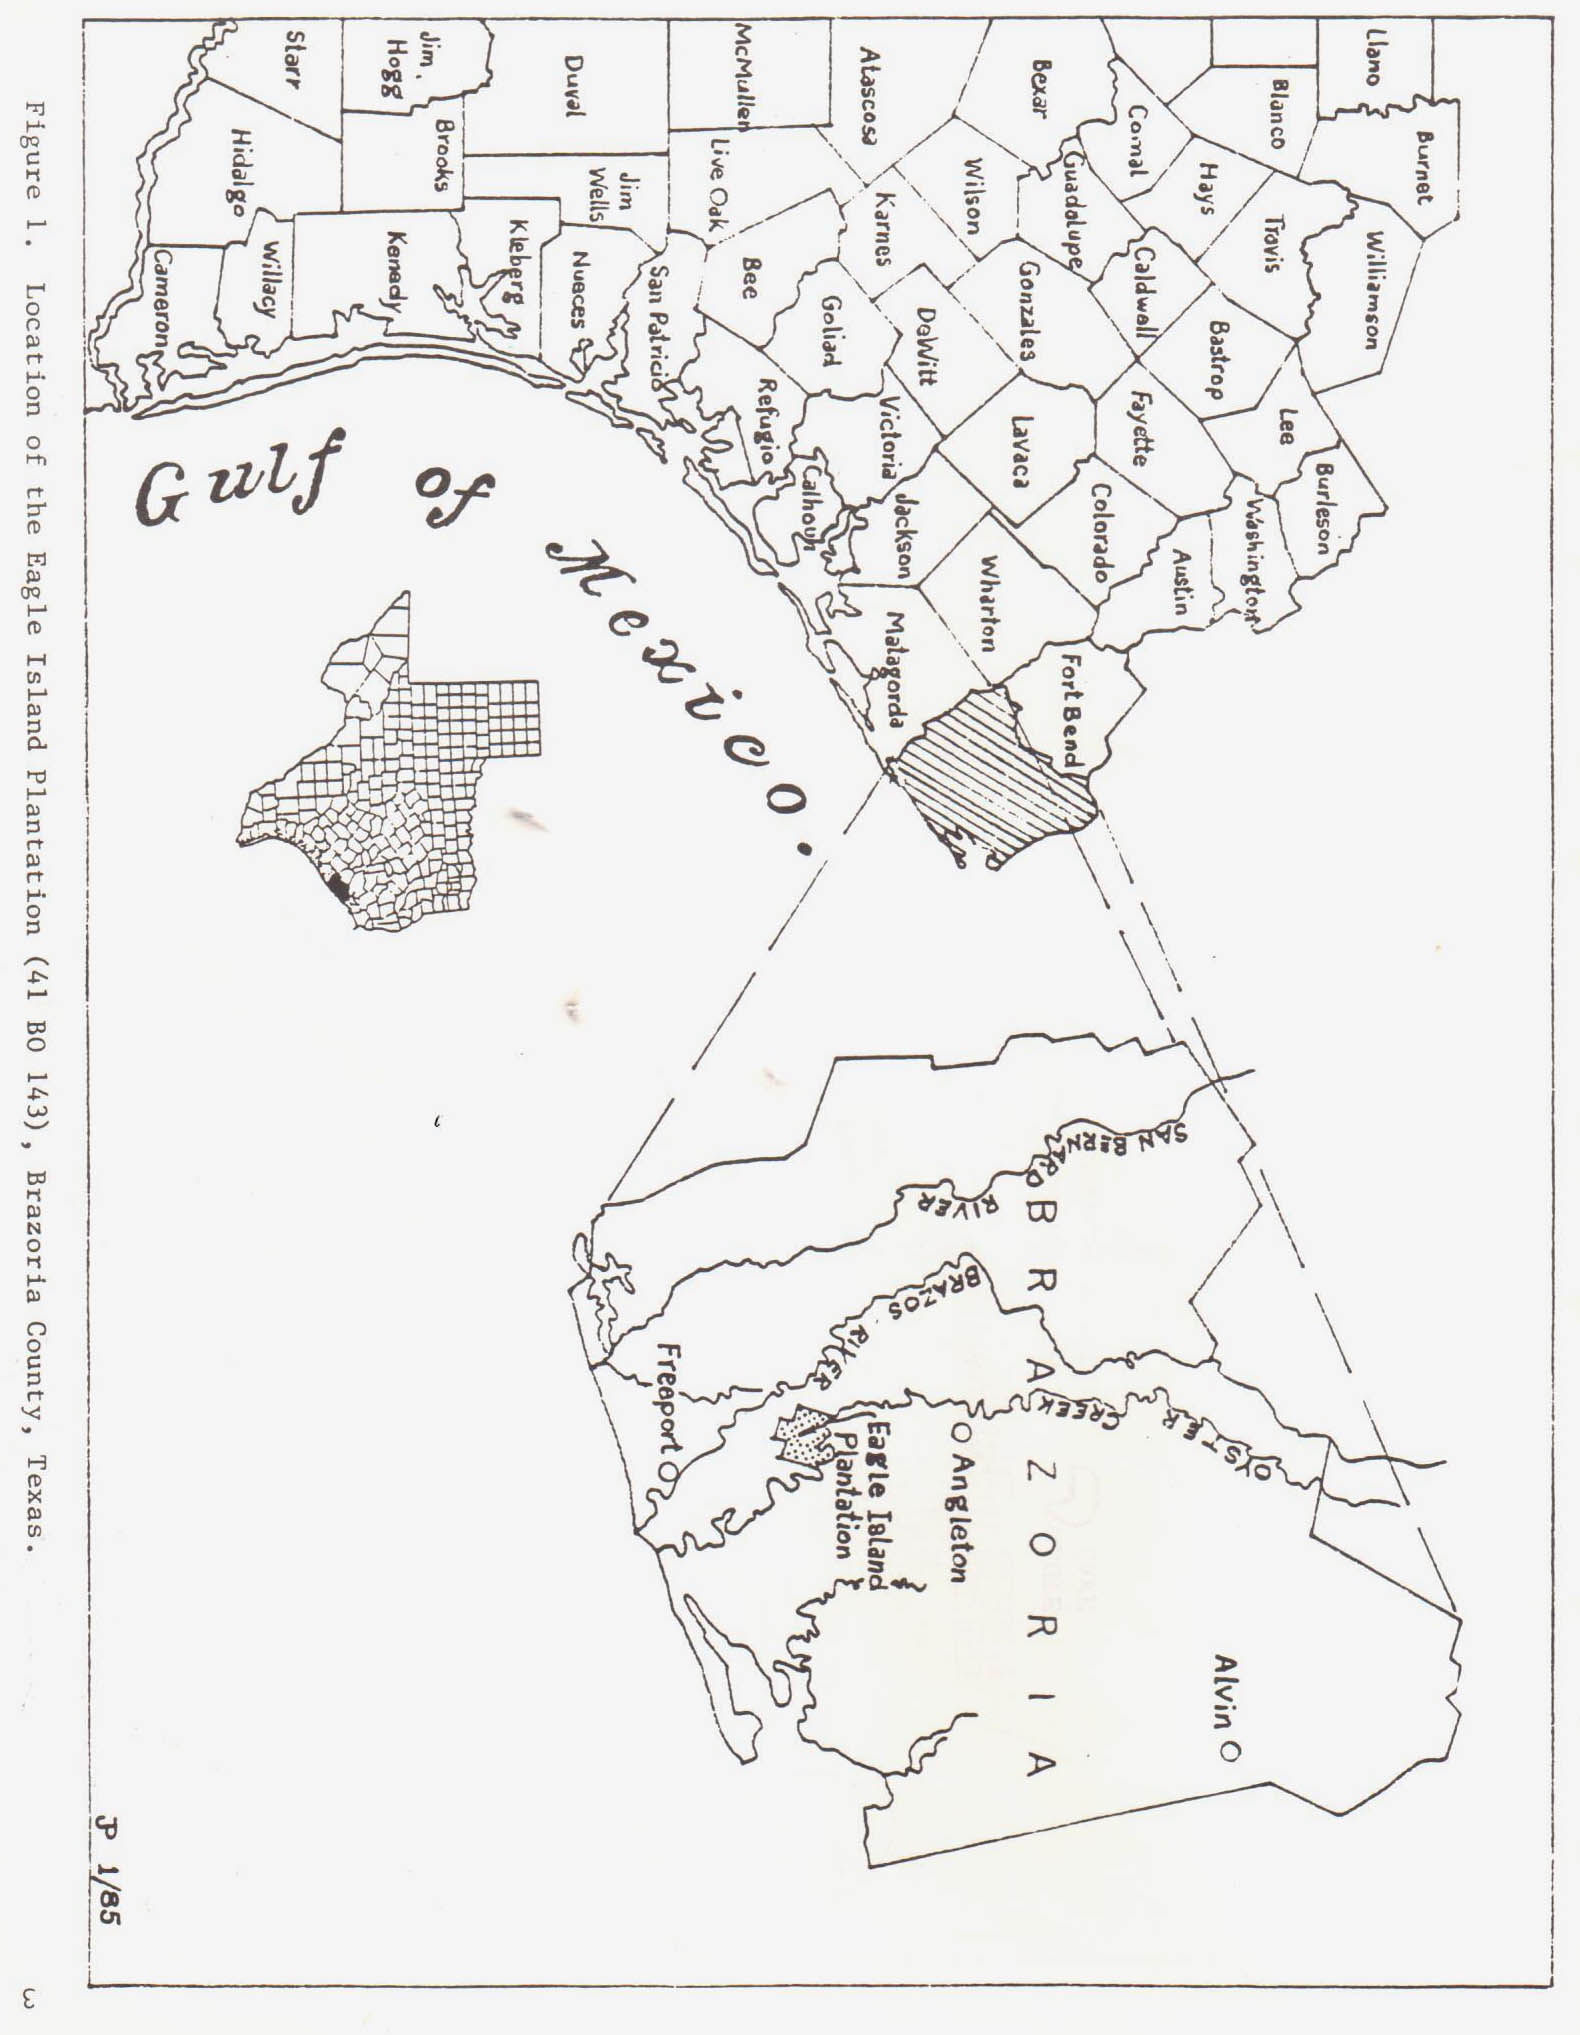 Llano
Burnet
Blanco
Williamson
Comal
Hays
Travis
Bexar
Guadalupe
Caldwell
Bastrop
Lee
Burleson
Atascosa
Wilson
Gonzales
Fayette
Washington
McMullen
Live Oak
Karnes
DeWitt
Lavaca
Colorado
Austin
Duval
Jim
Wells
Bee
Goliad
Victoria
Jackson
Wharton
Fort Bend
Jim
Hogg
Brooks
Kleberg
Nueces
San Patricio
Refugio
Calhoun
Matagorda
Starr
Hidalgo
Willacy
Kenedy
Cameron
Gulf of Mexico.
SAN BERNARD
RIVER
BRAZOS
RIVER
OYSTER
CREEK
BRAZORIA
Alvin
Angleton
Eagle Island
Plantation
Freeport
JP 1/85
Figure 1. Location of the Eagle Island Plantation (41 BO 143), Brazoria County, Texas.
3